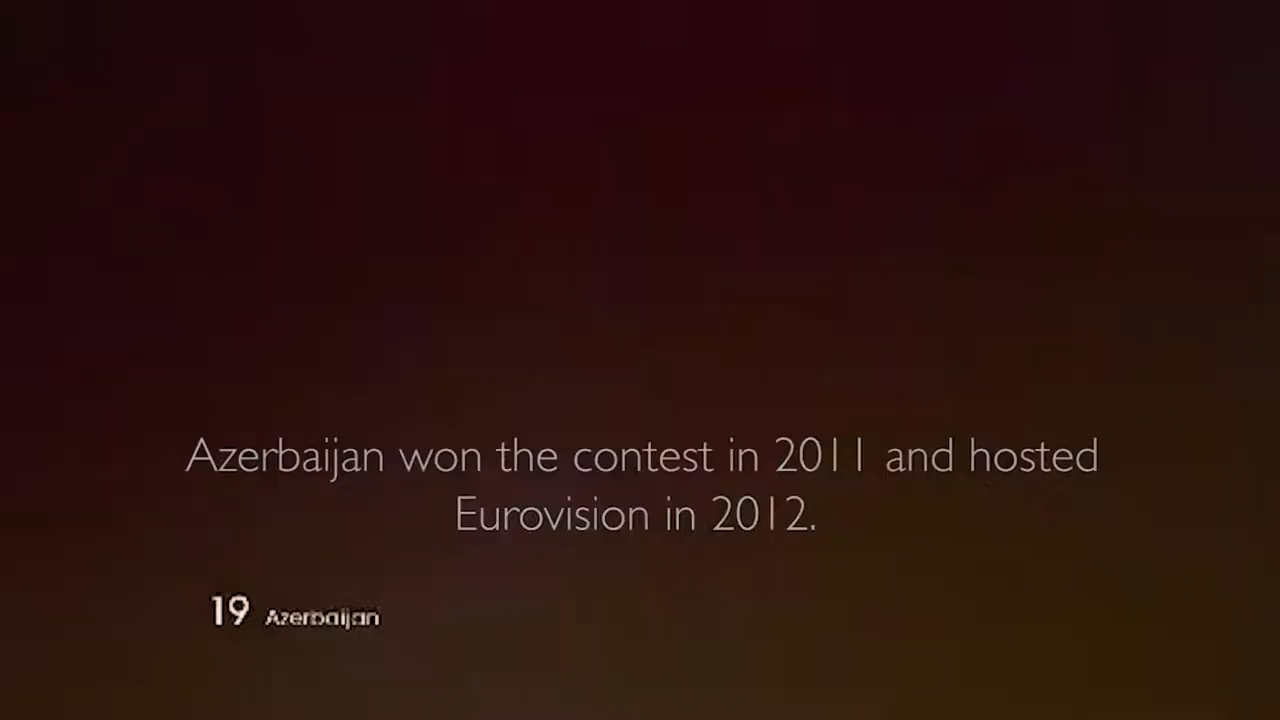 Azerbaijan won the contest in 2011 and hosted
Eurovision in 2012.
19 Azerbaijan